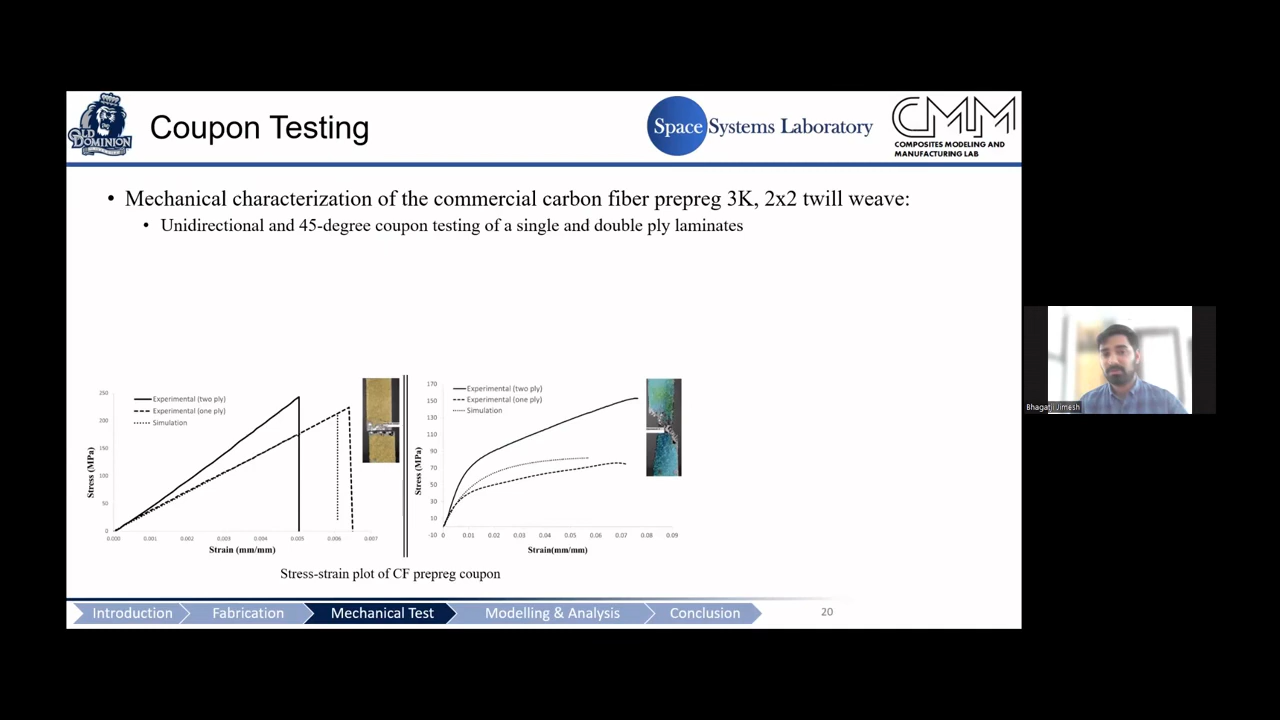 OLD DOMINION
Coupon Testing
Space Systems Laboratory
CMM
COMPOSITES MODELING AND
MANUFACTURING LAB
• Mechanical characterization of the commercial carbon fiber prepreg 3K, 2x2 twill weave:
• Unidirectional and 45-degree coupon testing of a single and double ply laminates
250
200
150
100
50
0
Stress (MPa)
Experimental (two ply)
Experimental (one ply)
Simulation
0.000 0.001 0.002 0.003 0.004 0.005 0.006 0.007
Strain (mm/mm)
170
150
130
110
90
70
50
30
10
-10
Stress (MPa)
Experimental (two ply)
Experimental (one ply)
Simulation
0 0.01 0.02 0.03 0.04 0.05 0.06 0.07 0.08 0.09
Strain(mm/mm)
Stress-strain plot of CF prepreg coupon
Introduction Fabrication Mechanical Test Modelling & Analysis Conclusion
20
Bhagatji Jimesh